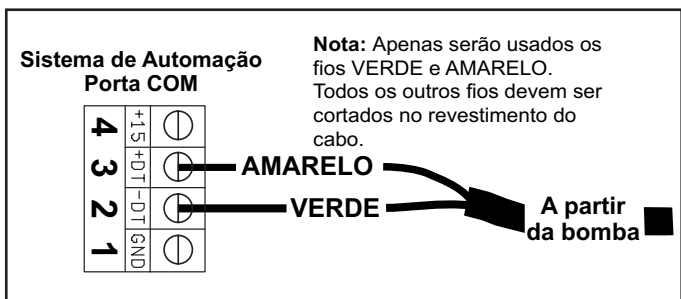 Sistema de Automação
Porta COM
Nota: Apenas serão usados os
fios VERDE e AMARELO.
Todos os outros fios devem ser
cortados no revestimento do
cabo.
4 +15
3 +DT
AMARELO
2 -DT
VERDE
1 GND
A partir
da bomba